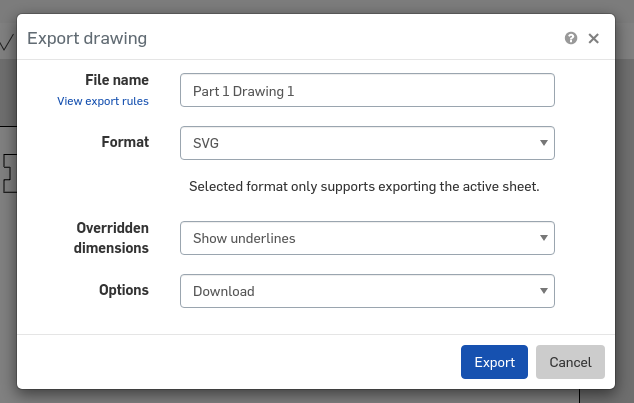 Export drawing
File name
Part 1 Drawing 1
View export rules
Format
SVG
Selected format only supports exporting the active sheet.
Overridden
dimensions
Show underlines
Options
Download
Export
Cancel